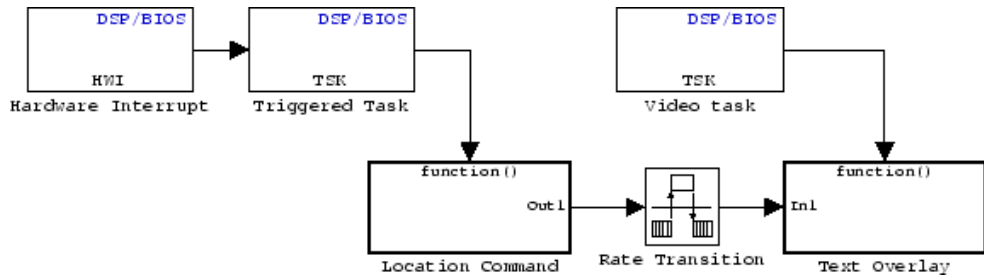 DSP/BIOS
HWI
Hardware Interrupt
DSP/BIOS
TSK
Triggered Task
DSP/BIOS
TSK
Video task
function()
Out1
Location Command
Rate Transition
function()
In1
Text Overlay